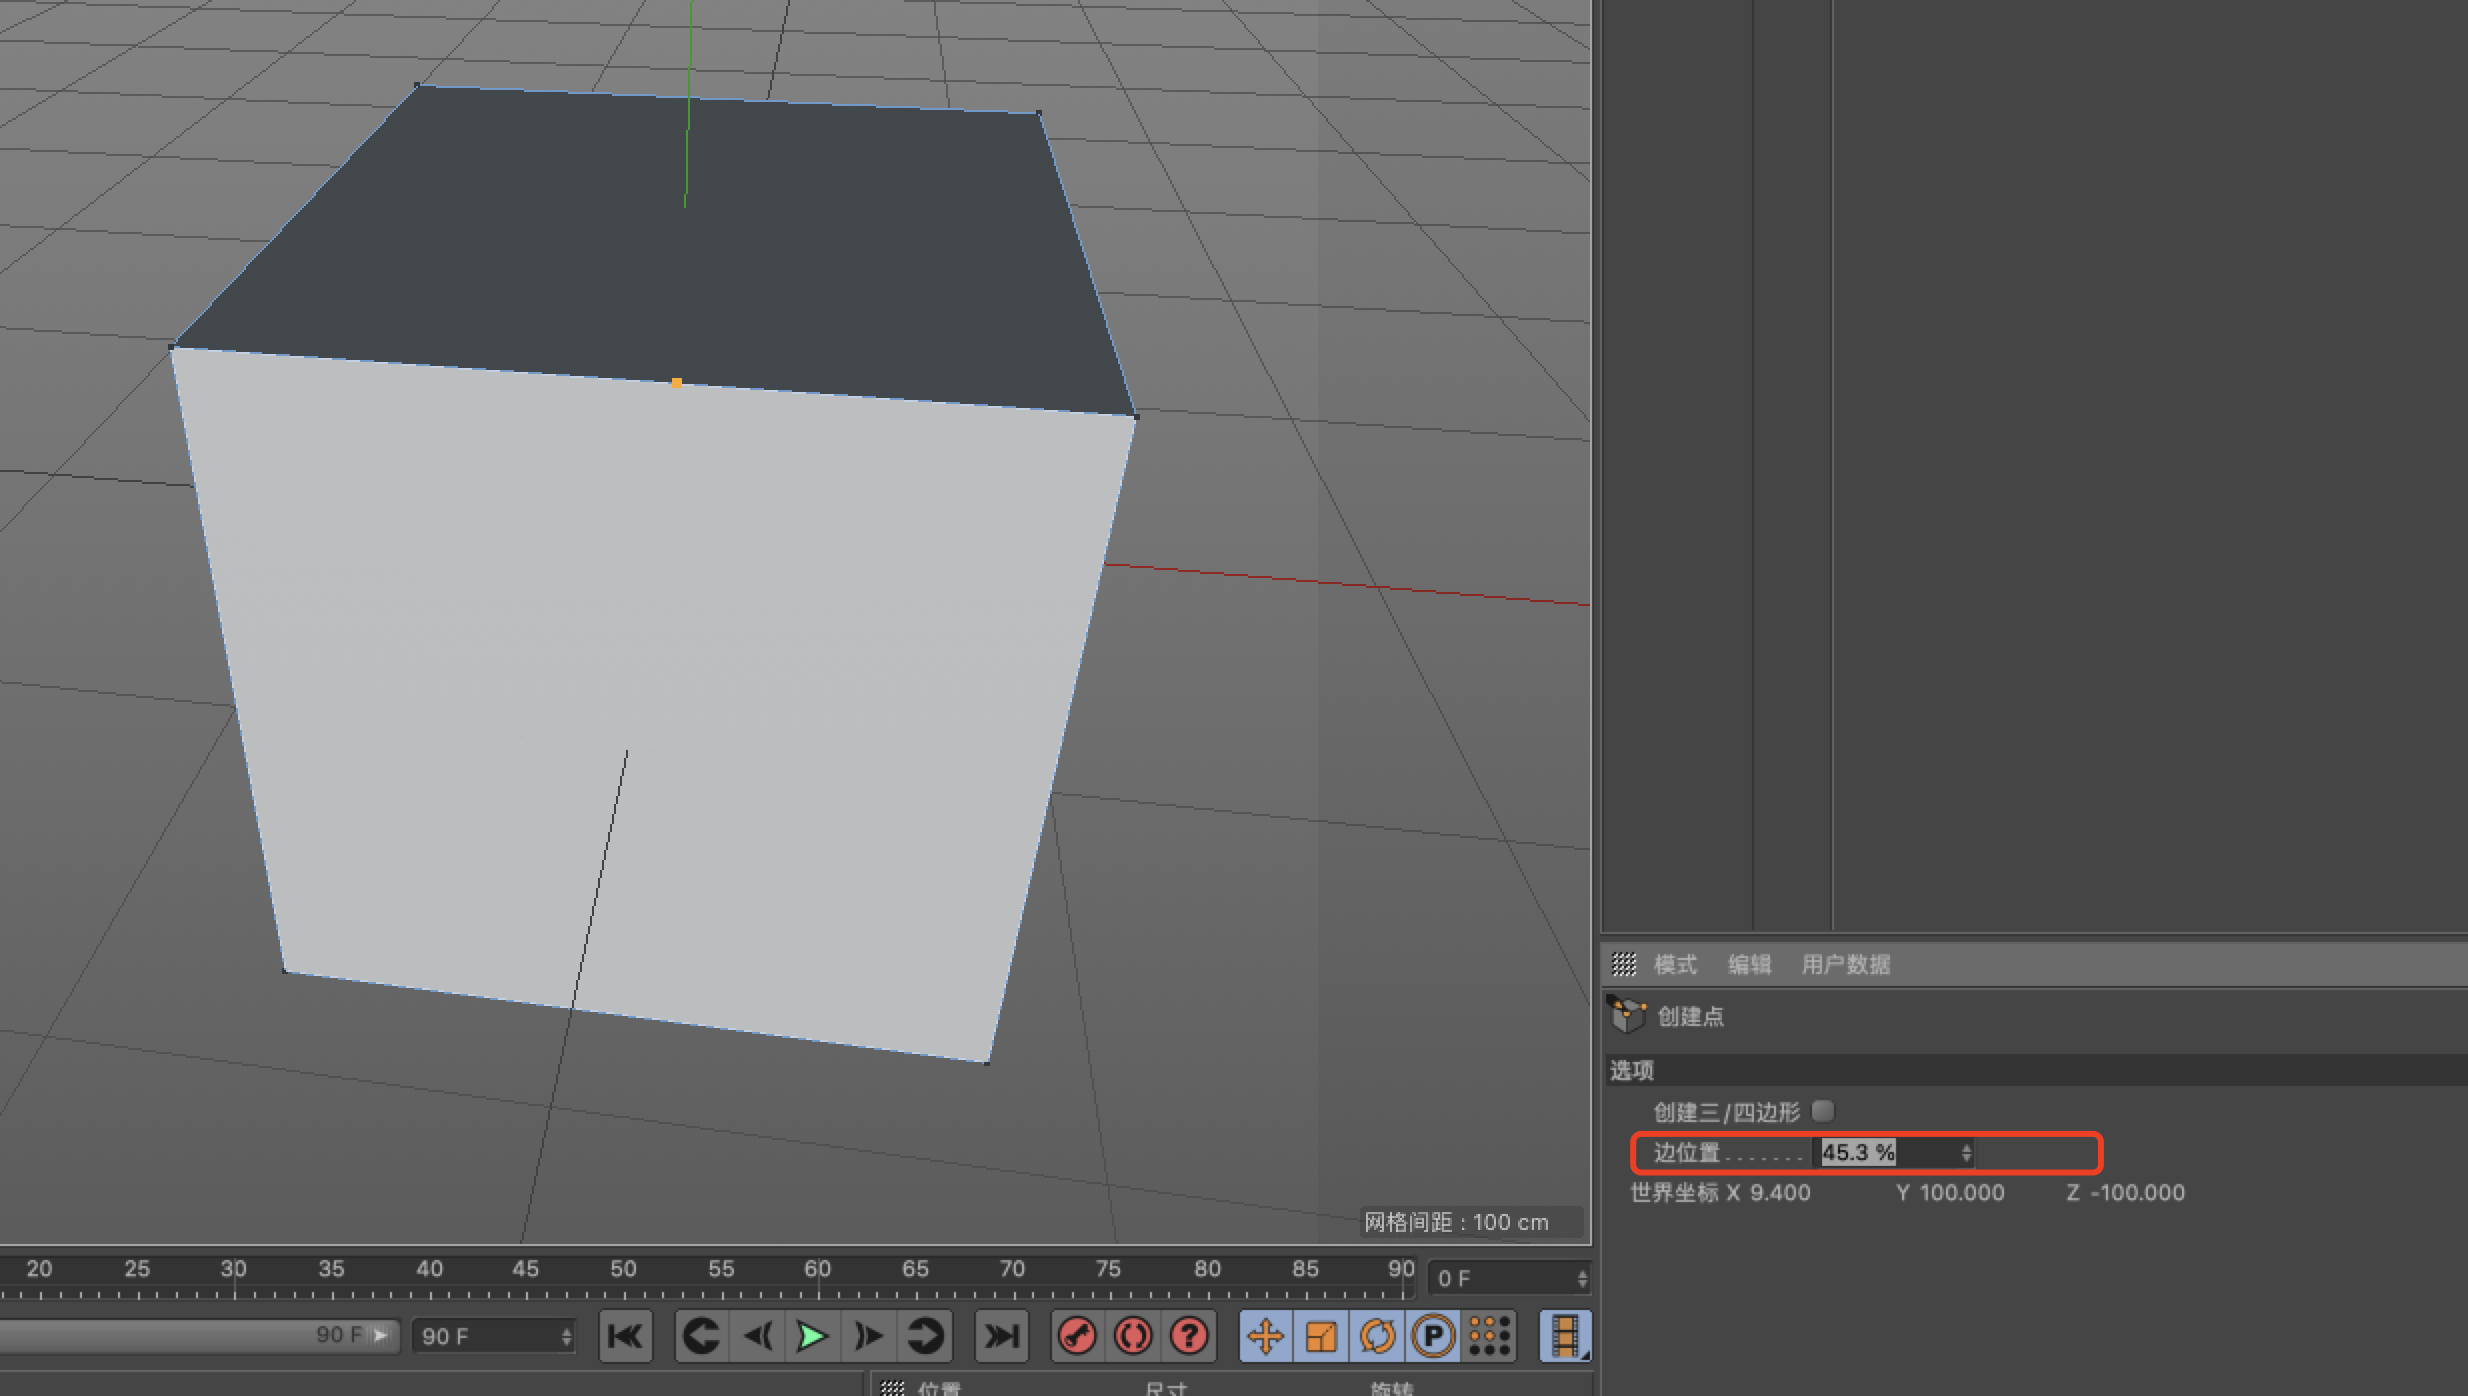 模式 编辑 用户数据
创建点
选项
创建三/四边形
边位置 ....... 45.3 %
世界坐标 X 9.400 Y 100.000 Z -100.000
网格间距 : 100 cm
20 25 30 35 40 45 50 55 60 65 70 75 80 85 90 0 F
90 F 90 F P
位置 尺寸 旋转